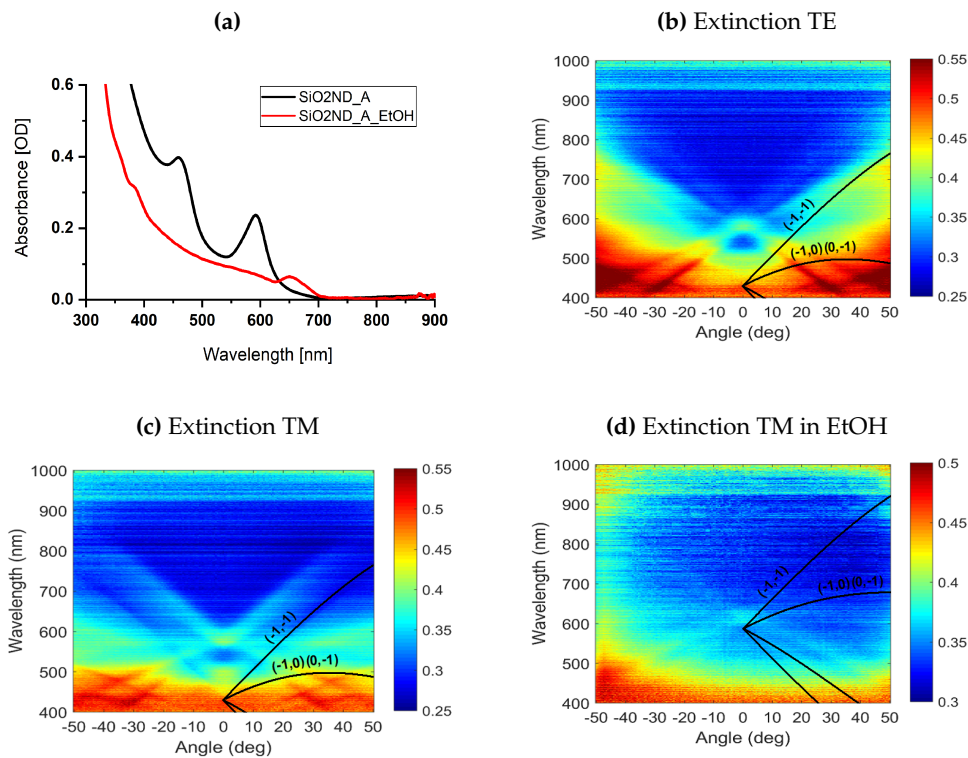 (a)
0.6
0.4
0.2
0.0
Absorbance [OD]
SiO2ND_A
SiO2ND_A_EtOH
300 400 500 600 700 800 900
Wavelength [nm]
(b) Extinction TE
1000
900
800
700
600
500
400
Wavelength (nm)
(-1,-1)
(-1,0)(0,-1)
-50 -40 -30 -20 -10 0 10 20 30 40 50
Angle (deg)
0.55
0.5
0.45
0.4
0.35
0.3
0.25
(c) Extinction TM
1000
900
800
700
600
500
400
Wavelength (nm)
(-1,-1)
(-1,0)(0,-1)
-50 -40 -30 -20 -10 0 10 20 30 40 50
Angle (deg)
0.55
0.5
0.45
0.4
0.35
0.3
0.25
(d) Extinction TM in EtOH
1000
900
800
700
600
500
400
Wavelength (nm)
(-1,-1)
(-1,0)(0,-1)
-50 -40 -30 -20 -10 0 10 20 30 40 50
Angle (deg)
0.5
0.45
0.4
0.35
0.3